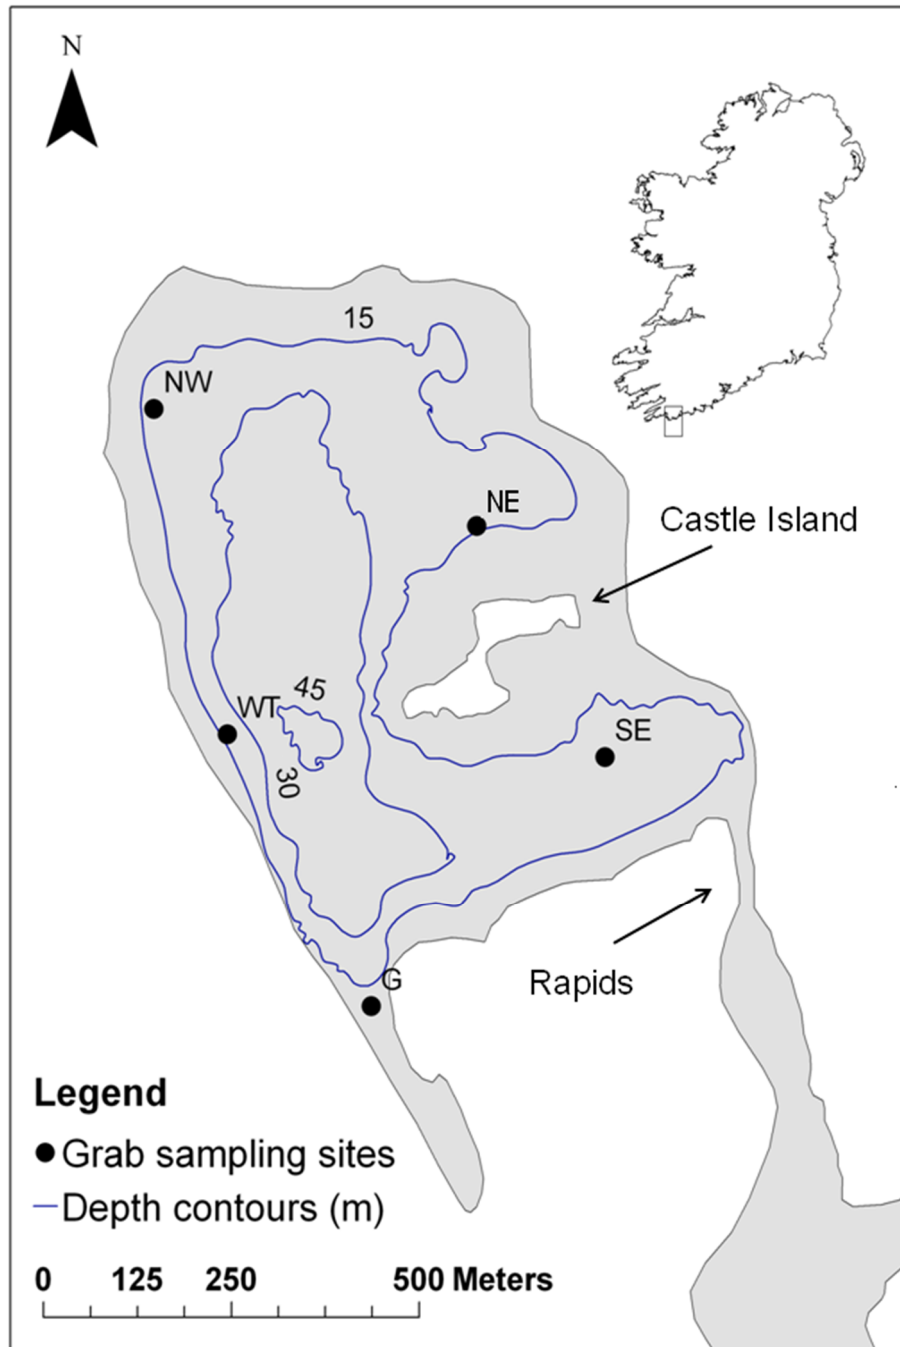 N
15
NW
NE
Castle Island
45
WT
SE
30
G
Rapids
Legend
Grab sampling sites
Depth contours (m)
0 125 250 500 Meters